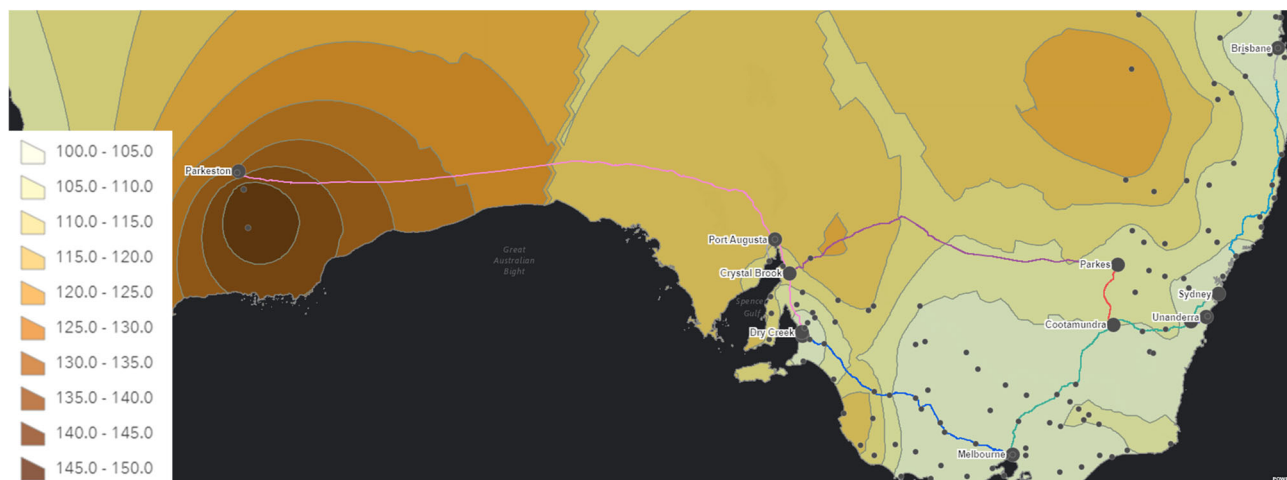 Brisbane
100.0 - 105.0
105.0 - 110.0
110.0 - 115.0
115.0 - 120.0
120.0 - 125.0
125.0 - 130.0
130.0 - 135.0
135.0 - 140.0
140.0 - 145.0
145.0 - 150.0
Parkeston
Great
Australian
Bight
Port Augusta
Crystal Brook
Spencer
Gulf
Dry Creek
Parkes
Sydney
Unanderra
Cootamundra
Melbourne